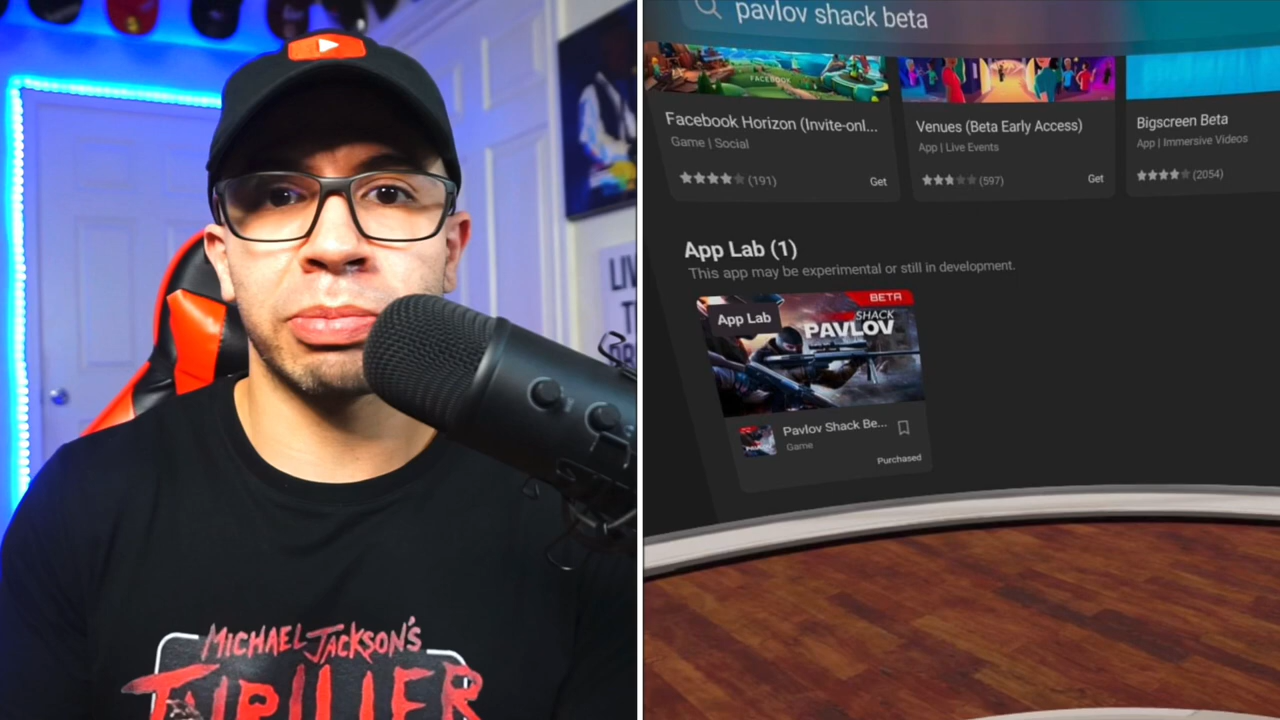 MICHAEL JACKSON'S
THRILLER
pavlov shack beta
FACEBOOK
Facebook Horizon (Invite-onl...
Game | Social
(191)
Get
Venues (Beta Early Access)
App | Live Events
(597)
Get
Bigscreen Beta
App | Immersive Videos
(2054)
App Lab (1)
This app may be experimental or still in development.
BETA
App Lab
SHACK
PAVLOV
Pavlov Shack Be...
Game
Purchased